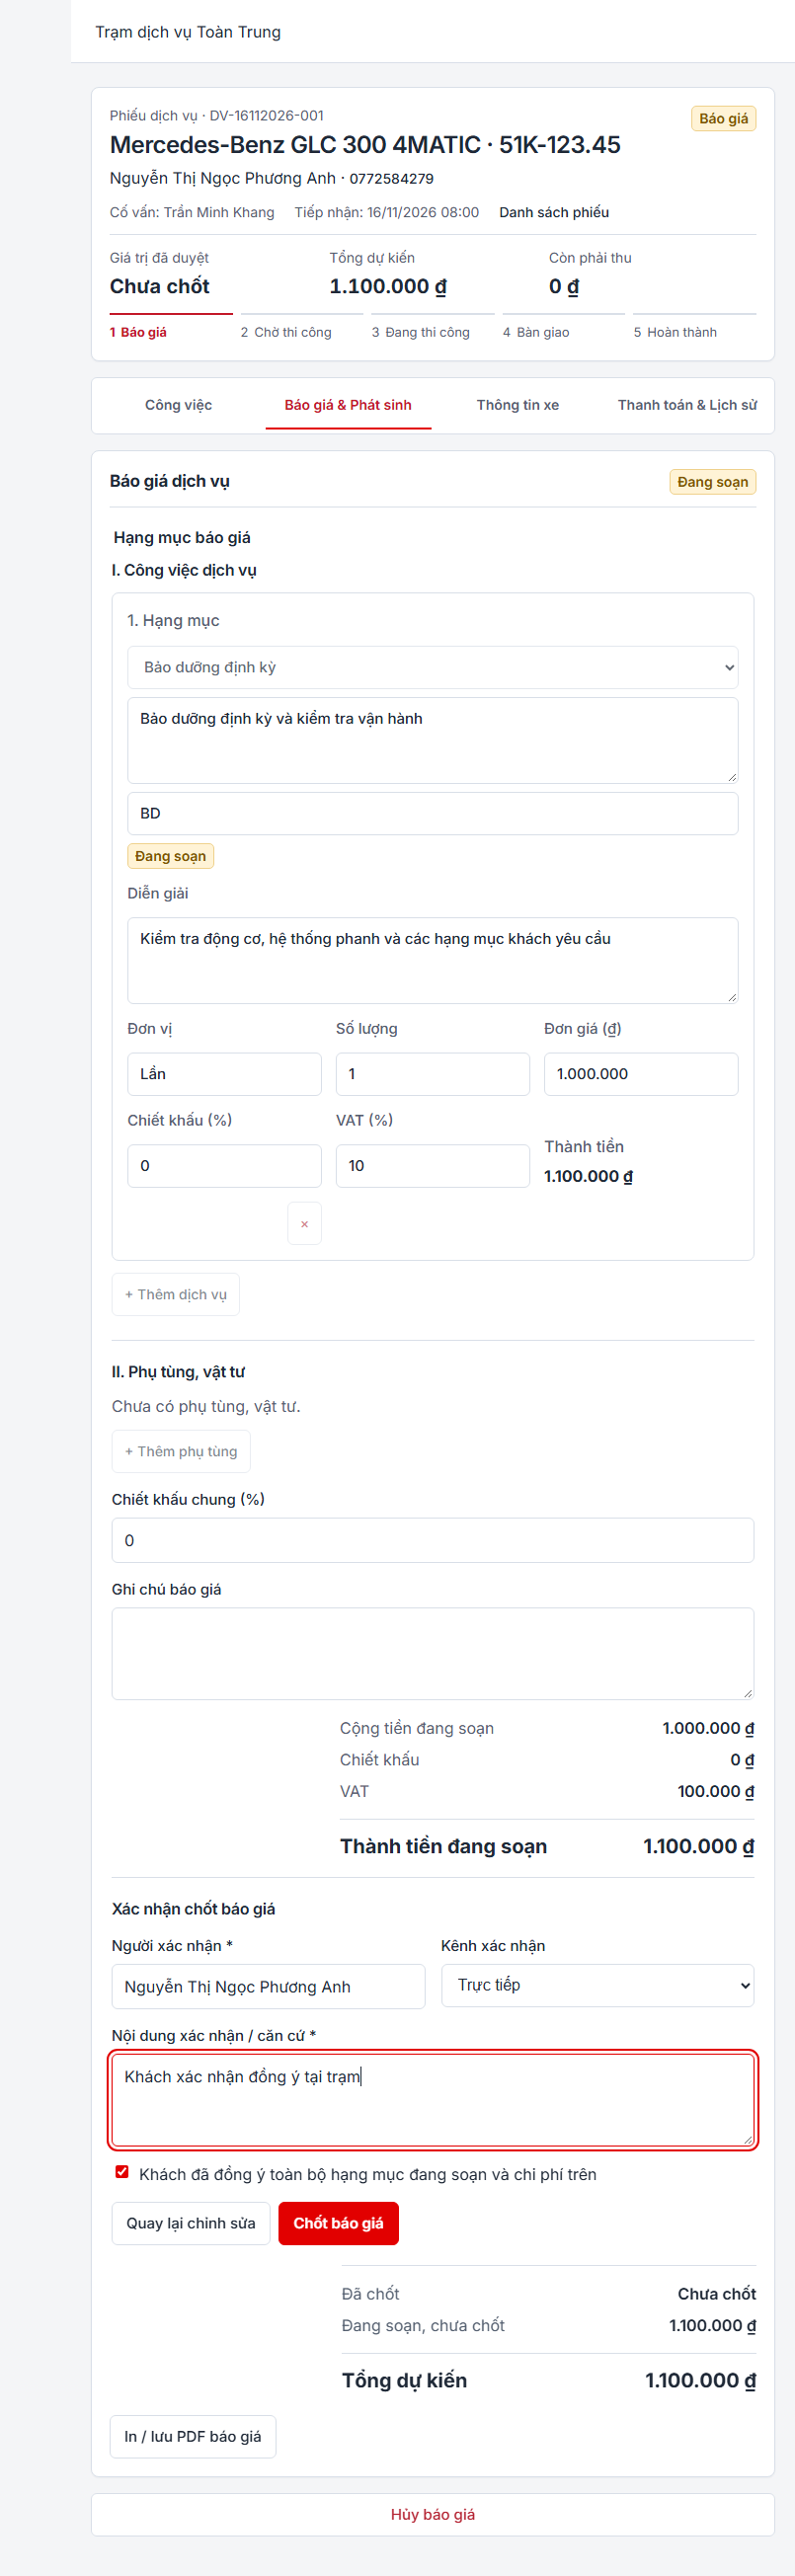 Trạm dịch vụ Toàn Trung
Phiếu dịch vụ · DV-16112026-001
Báo giá
Mercedes-Benz GLC 300 4MATIC · 51K-123.45
Nguyễn Thị Ngọc Phương Anh · 0772584279
Cố vấn: Trần Minh Khang Tiếp nhận: 16/11/2026 08:00 Danh sách phiếu
Giá trị đã duyệt Tổng dự kiến Còn phải thu
Chưa chốt 1.100.000 ₫ 0 ₫
1 Báo giá 2 Chờ thi công 3 Đang thi công 4 Bàn giao 5 Hoàn thành
Công việc Báo giá & Phát sinh Thông tin xe Thanh toán & Lịch sử
Báo giá dịch vụ Đang soạn
Hạng mục báo giá
I. Công việc dịch vụ
1. Hạng mục
Bảo dưỡng định kỳ
Bảo dưỡng định kỳ và kiểm tra vận hành
BD
Đang soạn
Diễn giải
Kiểm tra động cơ, hệ thống phanh và các hạng mục khách yêu cầu
Đơn vị Số lượng Đơn giá (₫)
Lần 1 1.000.000
Chiết khấu (%) VAT (%) Thành tiền
0 10 1.100.000 ₫
×
+ Thêm dịch vụ
II. Phụ tùng, vật tư
Chưa có phụ tùng, vật tư.
+ Thêm phụ tùng
Chiết khấu chung (%)
0
Ghi chú báo giá
Cộng tiền đang soạn 1.000.000 ₫
Chiết khấu 0 ₫
VAT 100.000 ₫
Thành tiền đang soạn 1.100.000 ₫
Xác nhận chốt báo giá
Người xác nhận * Kênh xác nhận
Nguyễn Thị Ngọc Phương Anh Trực tiếp
Nội dung xác nhận / căn cứ *
Khách xác nhận đồng ý tại trạm
Khách đã đồng ý toàn bộ hạng mục đang soạn và chi phí trên
Quay lại chỉnh sửa Chốt báo giá
Đã chốt Chưa chốt
Đang soạn, chưa chốt 1.100.000 ₫
Tổng dự kiến 1.100.000 ₫
In / lưu PDF báo giá
Hủy báo giá